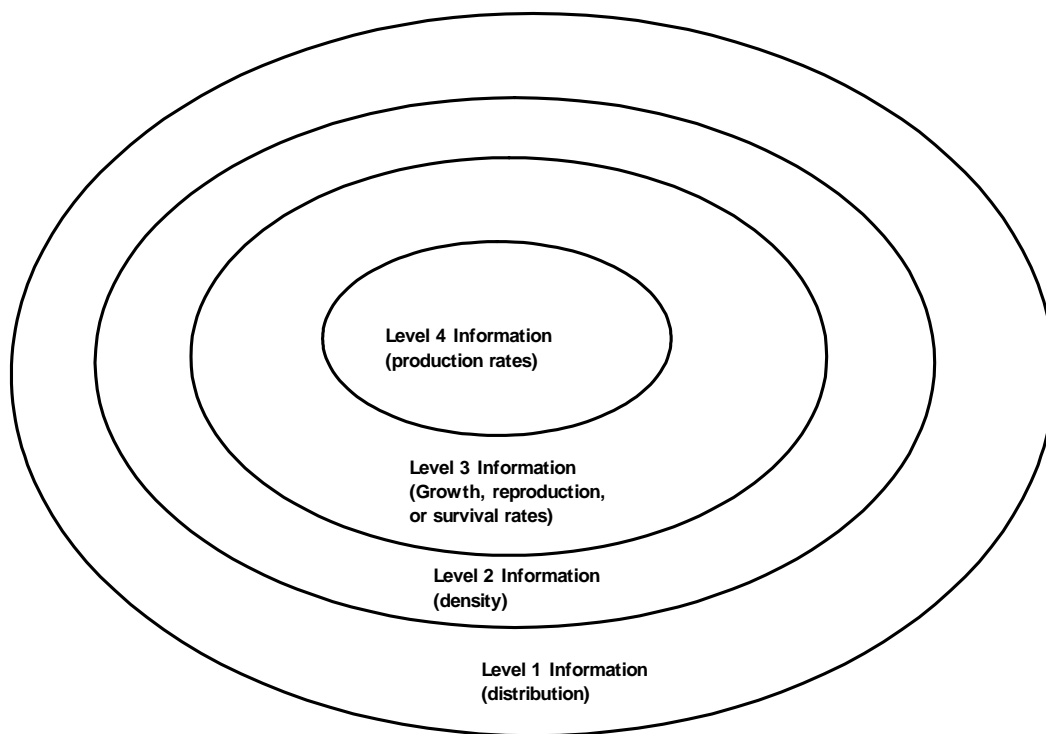 Level 4 Information
(production rates)
Level 3 Information
(Growth, reproduction,
or survival rates)
Level 2 Information
(density)
Level 1 Information
(distribution)